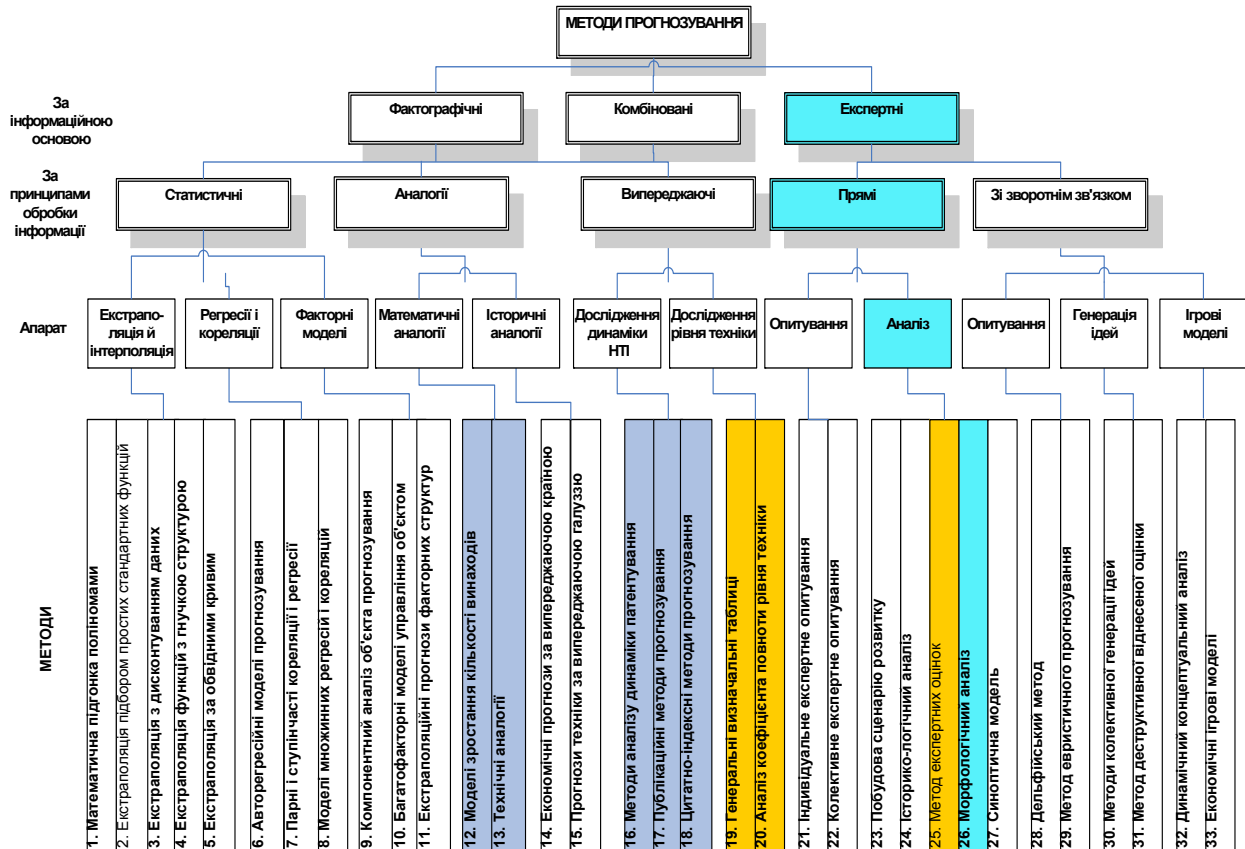 МЕТОДИ ПРОГНОЗУВАННЯ
За
інформаційною
основою
Фактографічні
Комбіновані
Експертні
За
принципами
обробки
інформації
Статистичні
Аналогії
Випереджаючі
Прямі
Зі зворотнім зв'язком
Апарат
Екстрапо-
ляція й
інтерполяція
Регресії і
кореляції
Факторні
моделі
Математичні
аналогії
Історичні
аналогії
Дослідження
динаміки
НТІ
Дослідження
рівня техніки
Опитування
Аналіз
Опитування
Генерація
ідей
Ігрові
моделі
МЕТОДИ
1. Математична підгонка поліномами
2. Екстраполяція підбором простих стандартних функцій
3. Екстраполяція з дисконтуванням даних
4. Екстраполяція функцій з гнучкою структурою
5. Екстраполяція за обвідними кривим
6. Авторегресійні моделі прогнозування
7. Парні і ступінчасті кореляції і регресії
8. Моделі множинних регресій і кореляцій
9. Компонентний аналіз об'єкта прогнозування
10. Багатофакторні моделі управління об'єктом
11. Екстраполяційні прогнози факторних структур
12. Моделі зростання кількості винаходів
13. Технічні аналогії
14. Економічні прогнози за випереджаючою країною
15. Прогнози техніки за випереджаючою галуззю
16. Методи аналізу динаміки патентування
17. Публікаційні методи прогнозування
18. Цитатно-індексні методи прогнозування
19. Генеральні визначальні таблиці
20. Аналіз коефіцієнта повноти рівня техніки
21. Індивідуальне експертне опитування
22. Колективне експертне опитування
23. Побудова сценарію розвитку
24. Історико-логічний аналіз
25. Метод експертних оцінок
26. Морфологічний аналіз
27. Синоптична модель
28. Дельфійський метод
29. Метод евристичного прогнозування
30. Методи колективної генерації ідей
31. Метод деструктивної віднесеної оцінки
32. Динамічний концептуальний аналіз
33. Економічні ігрові моделі